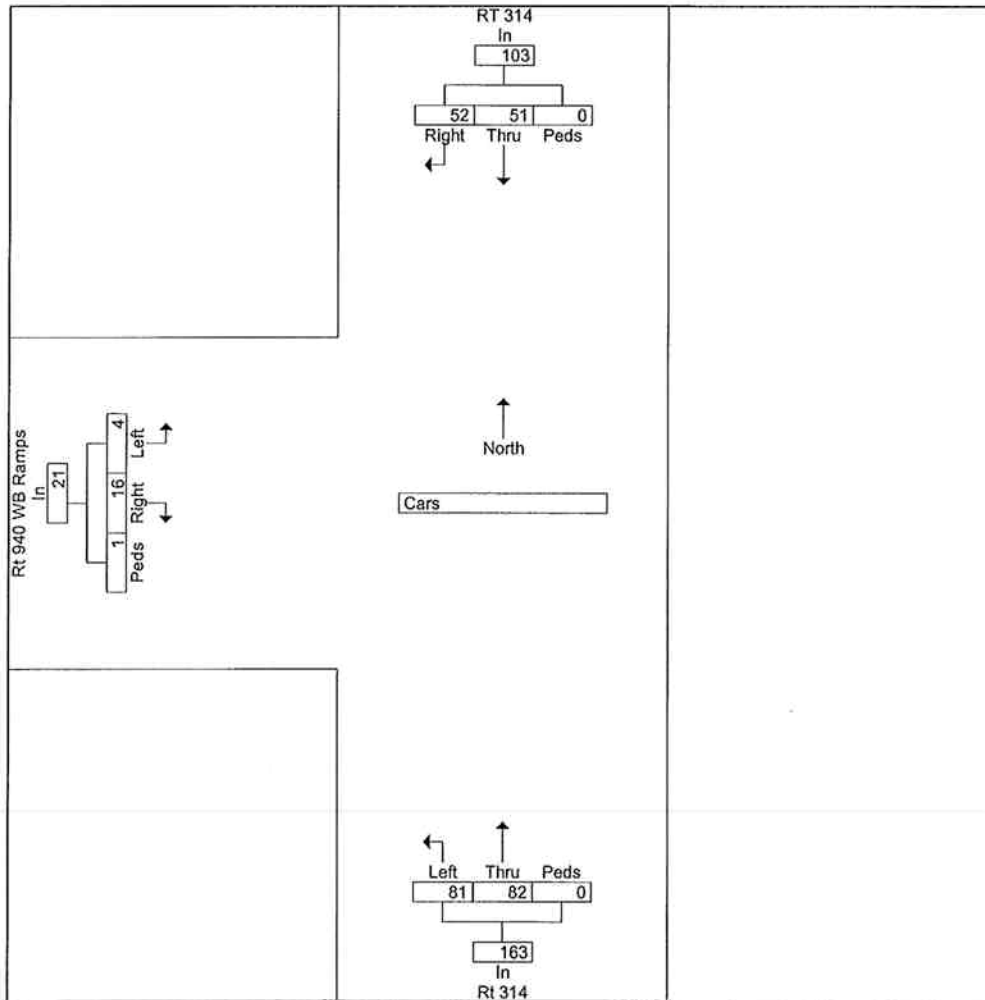 RT 314
In
103
52 51 0
Right Thru Peds
Rt 940 WB Ramps
In
21
4 16 1
Left Right Peds
North
Cars
Left Thru Peds
81 82 0
163
In
Rt 314